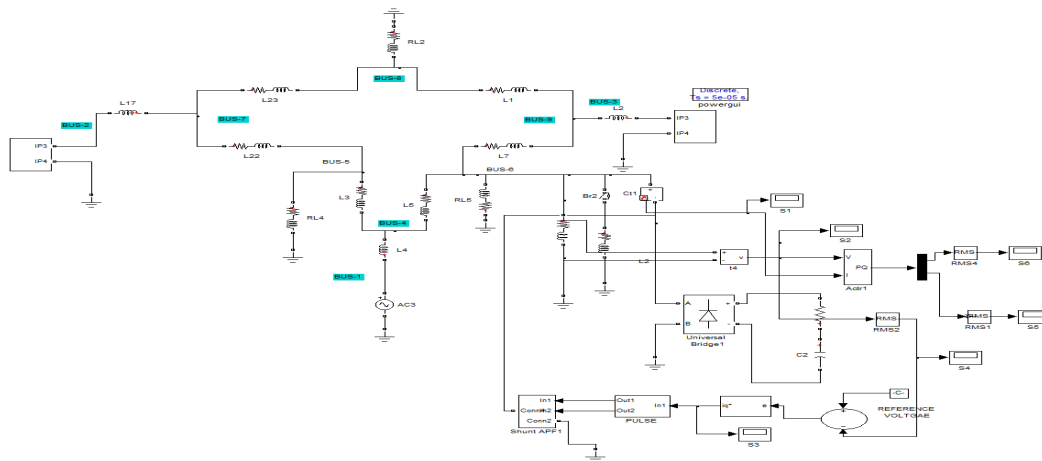 RL2
BUS-8
Discrete,
Ts = 5e-05 s
powergui
L17
L23
L1
BUS-3
L2
BUS-2
BUS-7
BUS-9
IP3
IP4
IP3
IP4
L22
L7
BUS-5
BUS-6
L3
L5
RL5
Br2
Ct1
RL4
BUS-4
S1
S2
L4
L2
+
-
v
t4
V
I
PQ
Actr1
RMS
RMS4
S6
BUS-1
AC3
A
B
+
-
Universal
Bridge1
RMS
RMS2
RMS
RMS1
S5
C2
S4
-C-
REFERENCE
VOLTGAE
In1
Conn2
Shunt APF1
Out1
Out2
In1
PULSE
iq*
e
+
-
S3